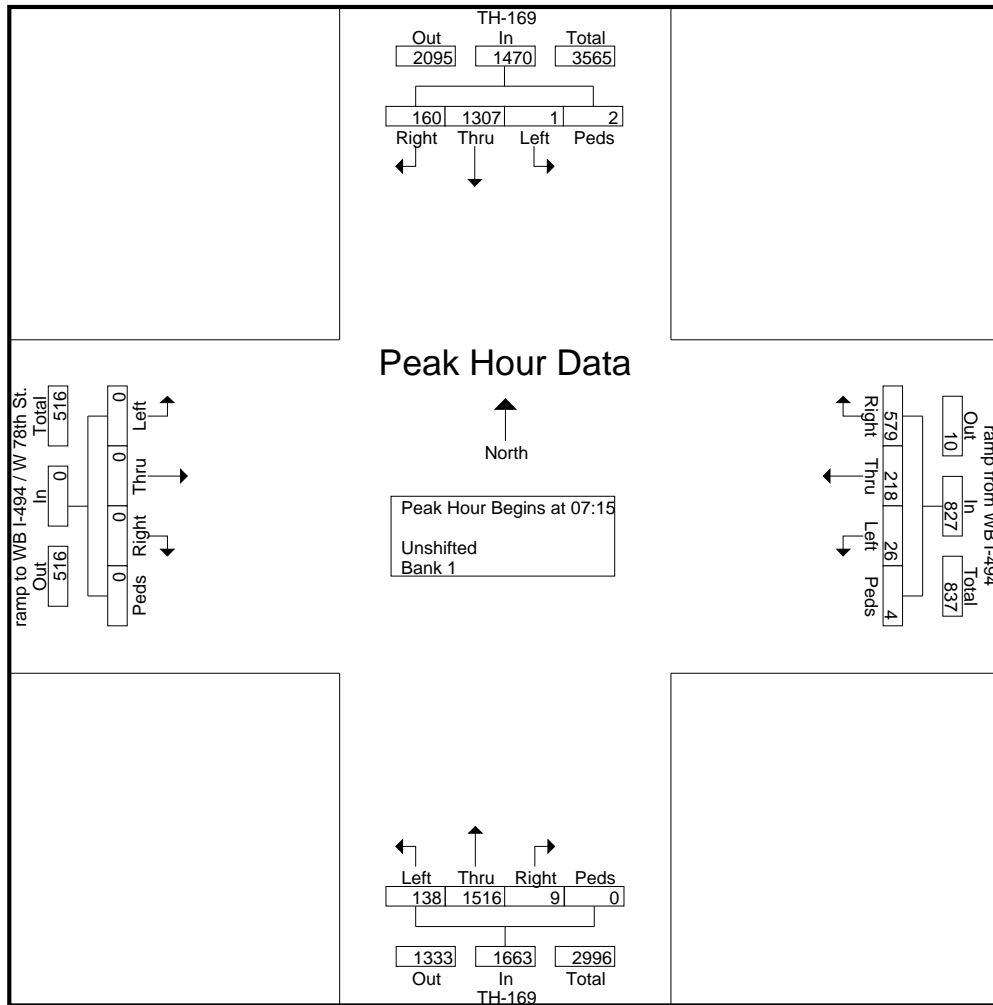 TH-169
Out In Total
2095 1470 3565
160 1307 1 2
Right Thru Left Peds
Peak Hour Data
North
Peak Hour Begins at 07:15
Unshifted
Bank 1
ramp to WB I-494 / W 78th St.
Out In Total
516 0 516
0 0 0 0
Left Thru Right Peds
ramp from WB I-494
Out In Total
10 827 837
579 218 26 4
Right Thru Left Peds
Left Thru Right Peds
138 1516 9 0
1333 1663 2996
Out In Total
TH-169